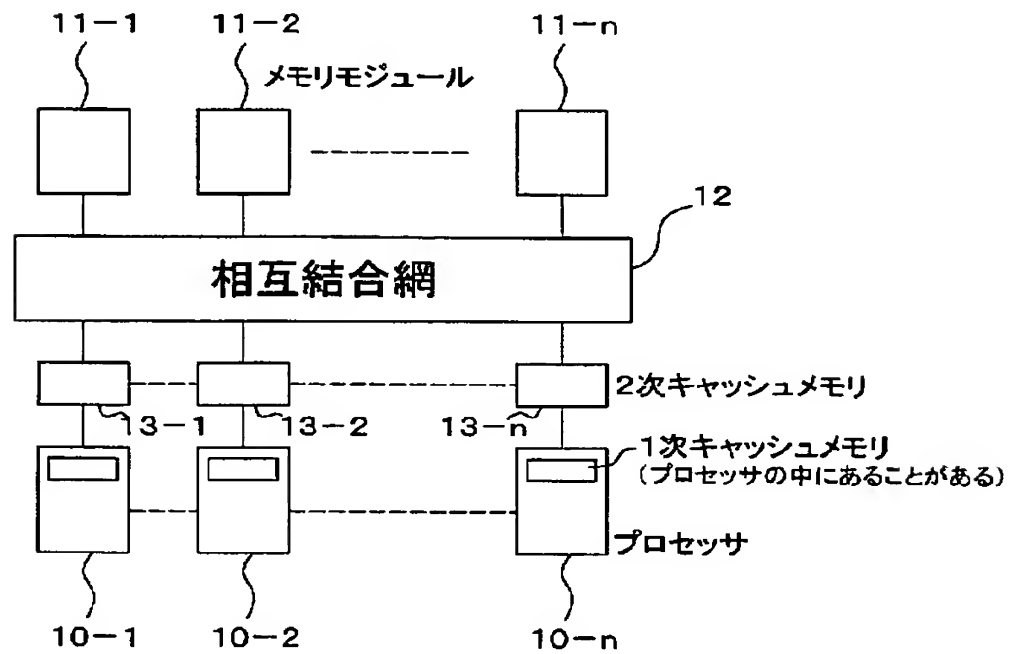 11-1 11-2 11-n
メモリモジュール
12
相互結合網
2次キャッシュメモリ
13-1 13-2 13-n
1次キャッシュメモリ
(プロセッサの中にあることがある)
プロセッサ
10-1 10-2 10-n